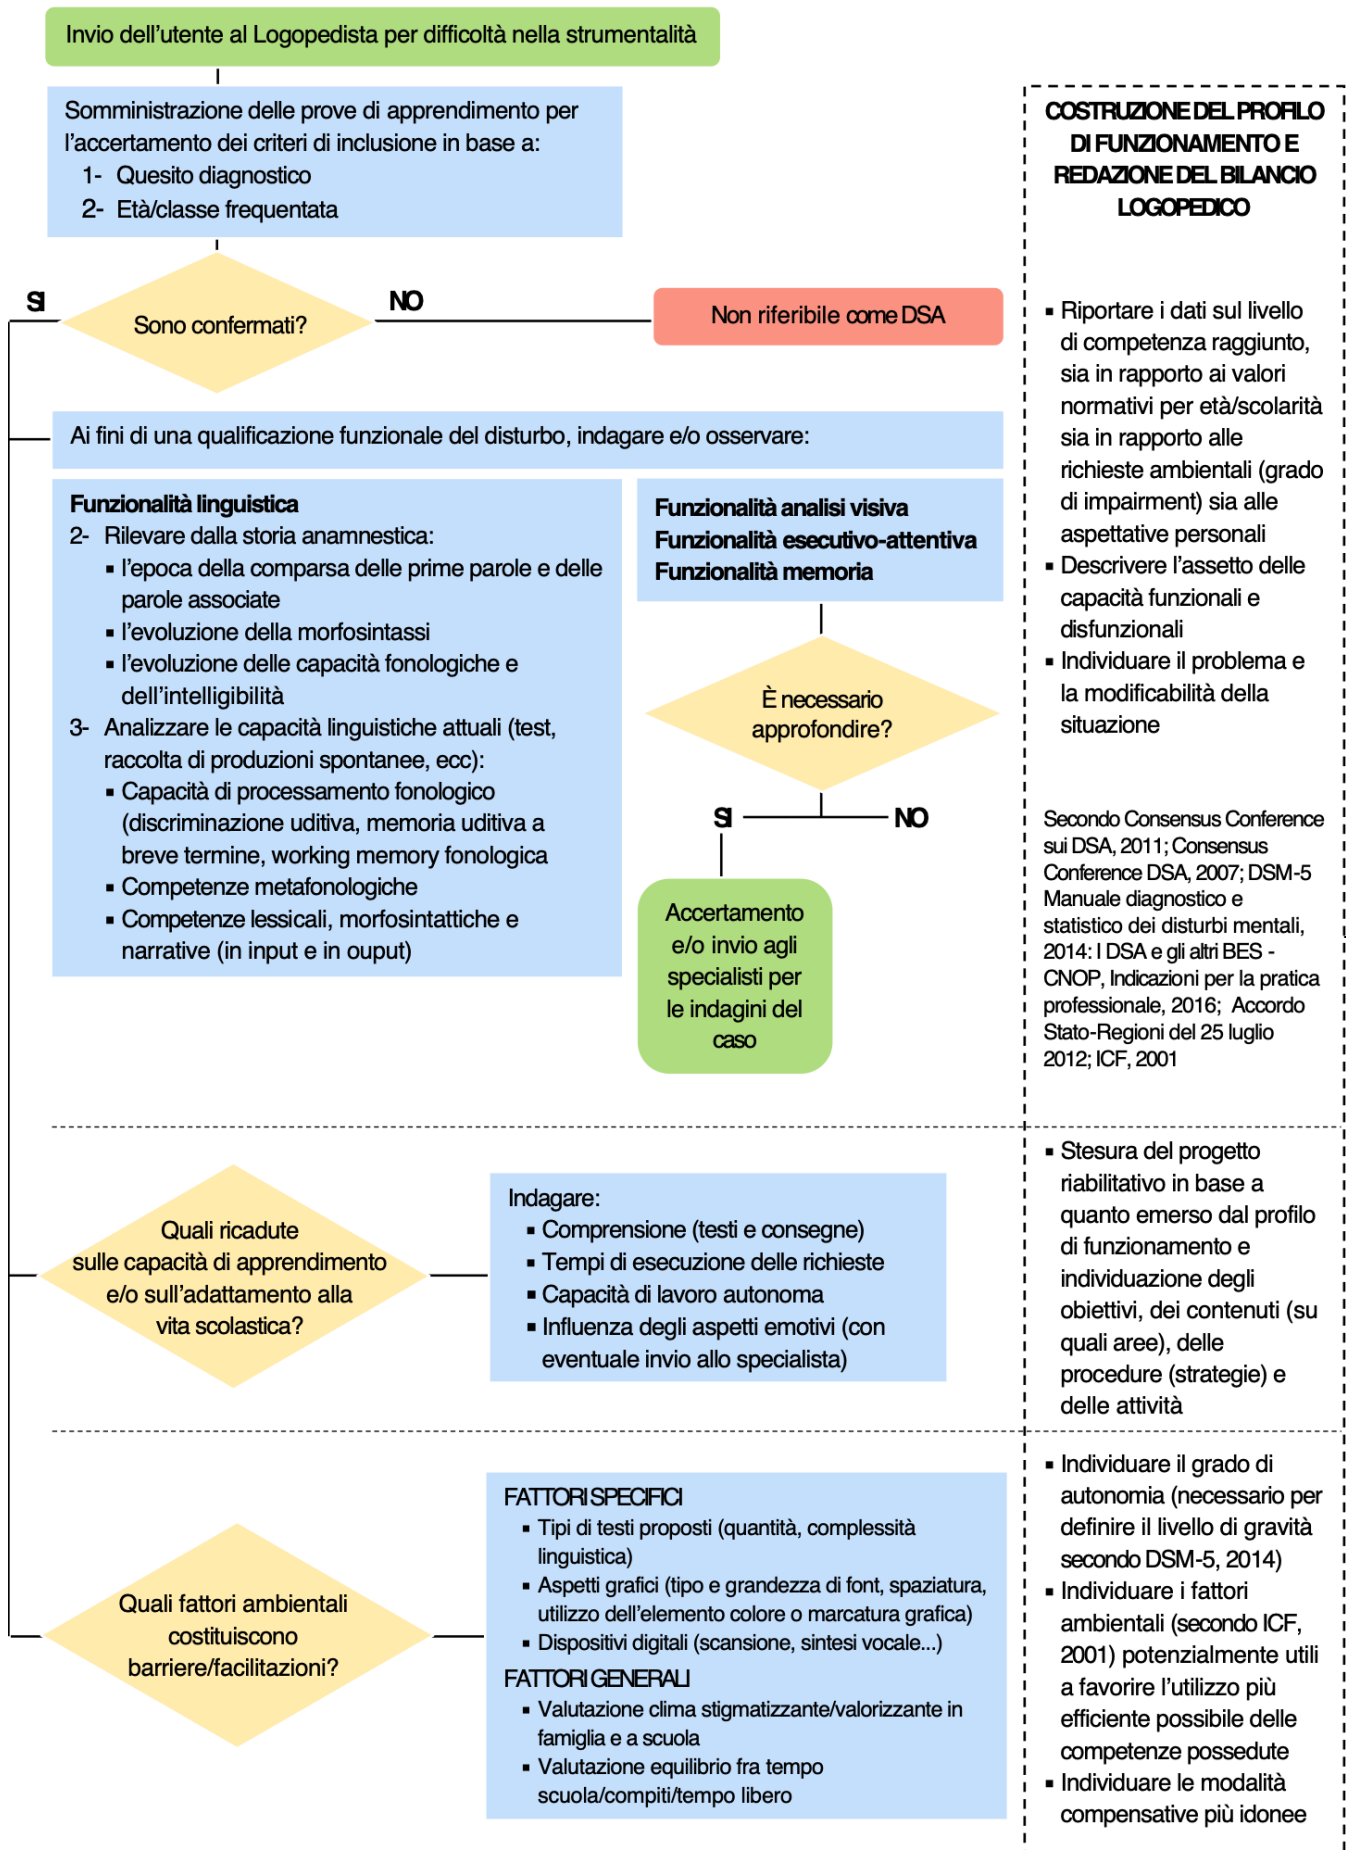 Invio dell'utente al Logopedista per difficoltà nella strumentalità
Somministrazione delle prove di apprendimento per
l'accertamento dei criteri di inclusione in base a:
1- Quesito diagnostico
2- Età/classe frequentata
SI
NO
Sono confermati?
Non riferibile come DSA
Ai fini di una qualificazione funzionale del disturbo, indagare e/o osservare:
Funzionalità linguistica
2- Rilevare dalla storia anamnestica:
▪ l'epoca della comparsa delle prime parole e delle
parole associate
▪ l'evoluzione della morfosintassi
▪ l'evoluzione delle capacità fonologiche e
dell'intelligibilità
3- Analizzare le capacità linguistiche attuali (test,
raccolta di produzioni spontanee, ecc):
▪ Capacità di processamento fonologico
(discriminazione uditiva, memoria uditiva a
breve termine, working memory fonologica
▪ Competenze metafonologiche
▪ Competenze lessicali, morfosintattiche e
narrative (in input e in ouput)
Funzionalità analisi visiva
Funzionalità esecutivo-attentiva
Funzionalità memoria
È necessario
approfondire?
SI
NO
Accertamento
e/o invio agli
specialisti per
le indagini del
caso
Quali ricadute
sulle capacità di apprendimento
e/o sull'adattamento alla
vita scolastica?
Indagare:
▪ Comprensione (testi e consegne)
▪ Tempi di esecuzione delle richieste
▪ Capacità di lavoro autonoma
▪ Influenza degli aspetti emotivi (con
eventuale invio allo specialista)
Quali fattori ambientali
costituiscono
barriere/facilitazioni?
FATTORI SPECIFICI
▪ Tipi di testi proposti (quantità, complessità
linguistica)
▪ Aspetti grafici (tipo e grandezza di font, spaziatura,
utilizzo dell'elemento colore o marcatura grafica)
▪ Dispositivi digitali (scansione, sintesi vocale...)
FATTORI GENERALI
▪ Valutazione clima stigmatizzante/valorizzante in
famiglia e a scuola
▪ Valutazione equilibrio fra tempo
scuola/compiti/tempo libero
COSTRUZIONE DEL PROFILO
DI FUNZIONAMENTO E
REDAZIONE DEL BILANCIO
LOGOPEDICO
▪ Riportare i dati sul livello
di competenza raggiunto,
sia in rapporto ai valori
normativi per età/scolarità
sia in rapporto alle
richieste ambientali (grado
di impairment) sia alle
aspettative personali
▪ Descrivere l'assetto delle
capacità funzionali e
disfunzionali
▪ Individuare il problema e
la modificabilità della
situazione
Secondo Consensus Conference
sui DSA, 2011; Consensus
Conference DSA, 2007; DSM-5
Manuale diagnostico e
statistico dei disturbi mentali,
2014: I DSA e gli altri BES -
CNOP, Indicazioni per la pratica
professionale, 2016; Accordo
Stato-Regioni del 25 luglio
2012; ICF, 2001
▪ Stesura del progetto
riabilitativo in base a
quanto emerso dal profilo
di funzionamento e
individuazione degli
obiettivi, dei contenuti (su
quali aree), delle
procedure (strategie) e
delle attività
▪ Individuare il grado di
autonomia (necessario per
definire il livello di gravità
secondo DSM-5, 2014)
▪ Individuare i fattori
ambientali (secondo ICF,
2001) potenzialmente utili
a favorire l'utilizzo più
efficiente possibile delle
competenze possedute
▪ Individuare le modalità
compensative più idonee